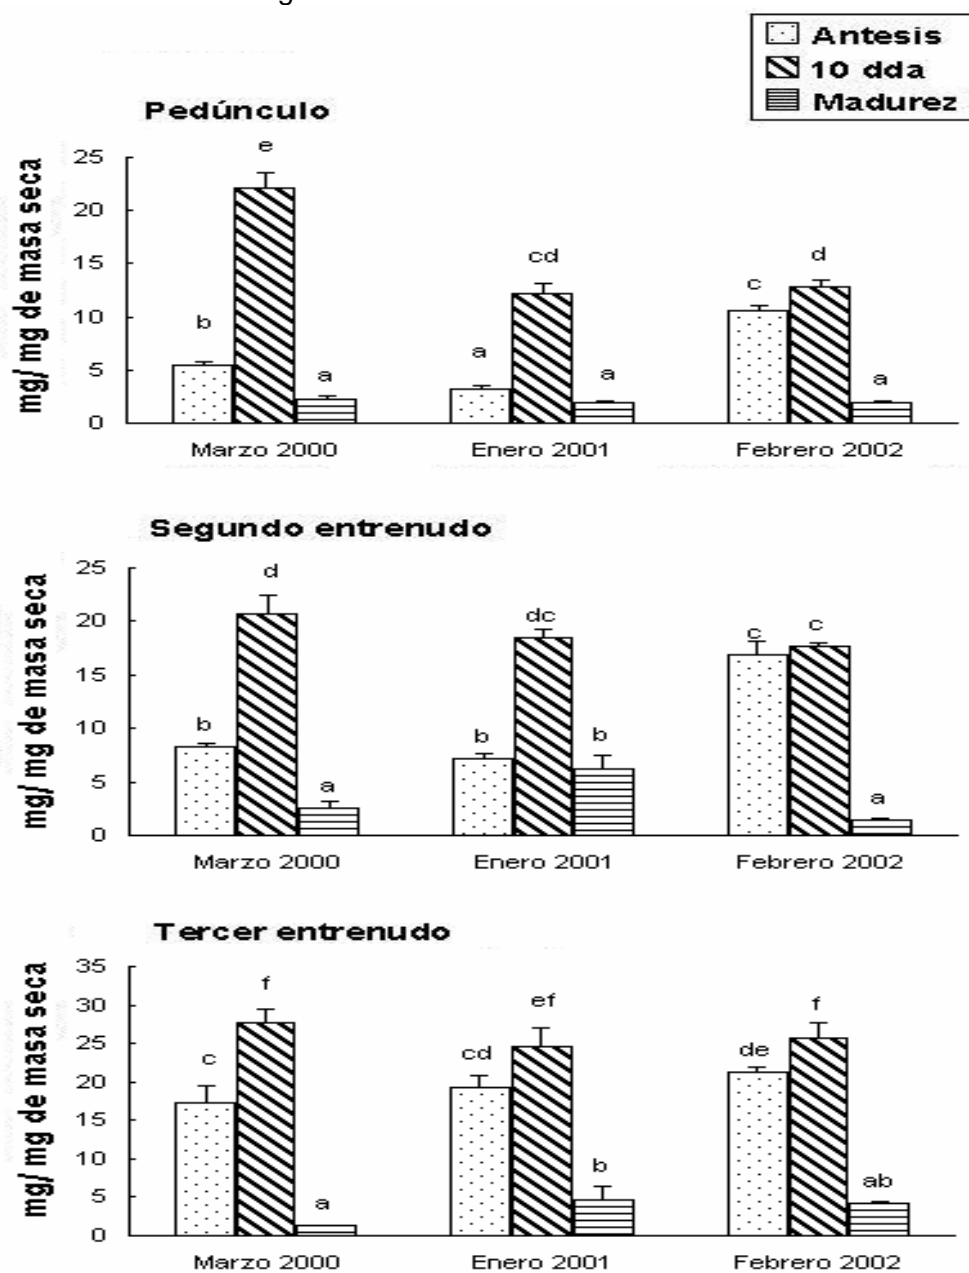 Antesis
10 dda
Madurez
Pedúnculo
mg/ mg de masa seca
25
20
15
10
5
0
b
e
a
a
cd
a
c
d
a
Marzo 2000
Enero 2001
Febrero 2002
Segundo entrenudo
mg/ mg de masa seca
25
20
15
10
5
0
b
d
a
b
dc
b
c
c
a
Marzo 2000
Enero 2001
Febrero 2002
Tercer entrenudo
mg/ mg de masa seca
35
30
25
20
15
10
5
0
c
f
a
cd
ef
b
de
f
ab
Marzo 2000
Enero 2001
Febrero 2002